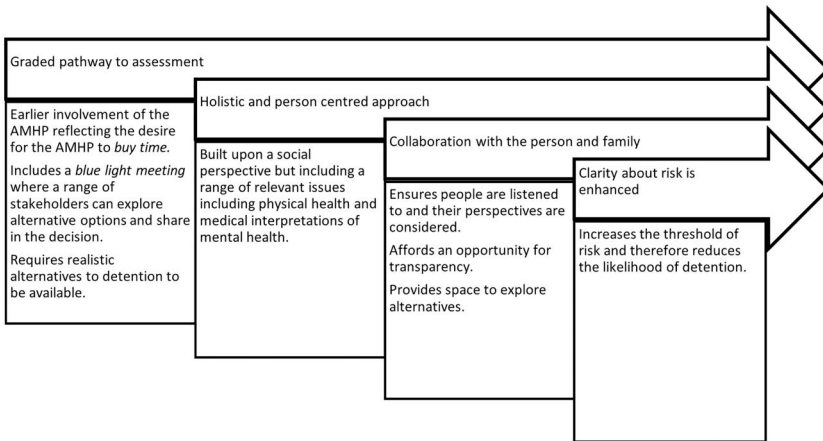 Graded pathway to assessment
Earlier involvement of the
AMHP reflecting the desire
for the AMHP to buy time.
Includes a blue light meeting
where a range of
stakeholders can explore
alternative options and share
in the decision.
Requires realistic
alternatives to detention to
be available.
Holistic and person centred approach
Built upon a social
perspective but including a
range of relevant issues
including physical health and
medical interpretations of
mental health.
Collaboration with the person and family
Ensures people are listened
to and their perspectives are
considered.
Affords an opportunity for
transparency.
Provides space to explore
alternatives.
Clarity about risk is
enhanced
Increases the threshold of
risk and therefore reduces
the likelihood of detention.